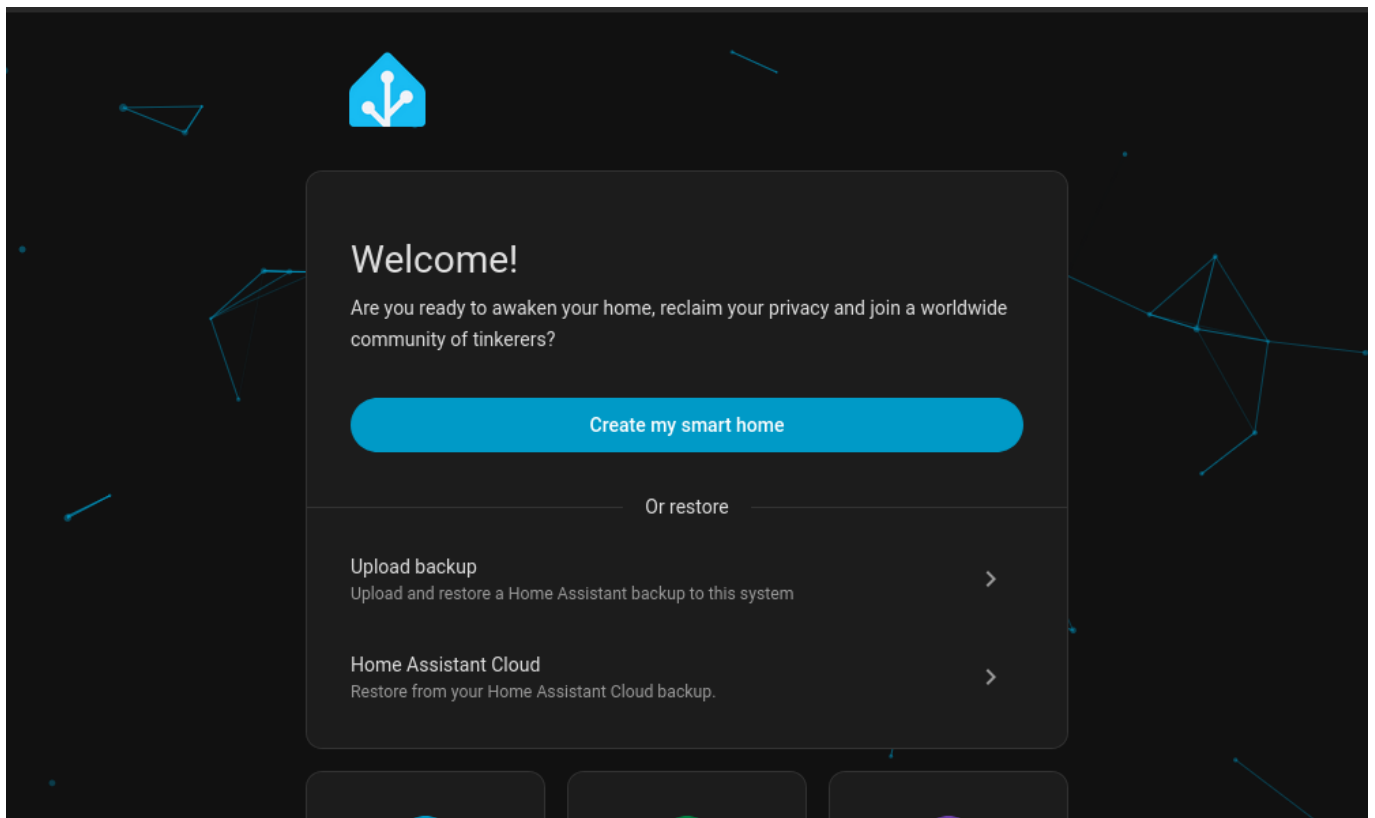 Welcome!
Are you ready to awaken your home, reclaim your privacy and join a worldwide
community of tinkerers?
Create my smart home
Or restore
Upload backup
Upload and restore a Home Assistant backup to this system
Home Assistant Cloud
Restore from your Home Assistant Cloud backup.